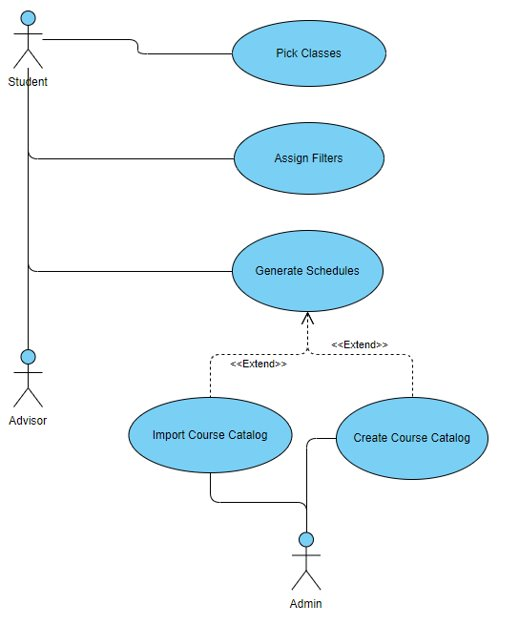 Pick Classes
Student
Assign Filters
Generate Schedules
<<Extend>>
<<Extend>>
Advisor
Import Course Catalog
Create Course Catalog
Admin